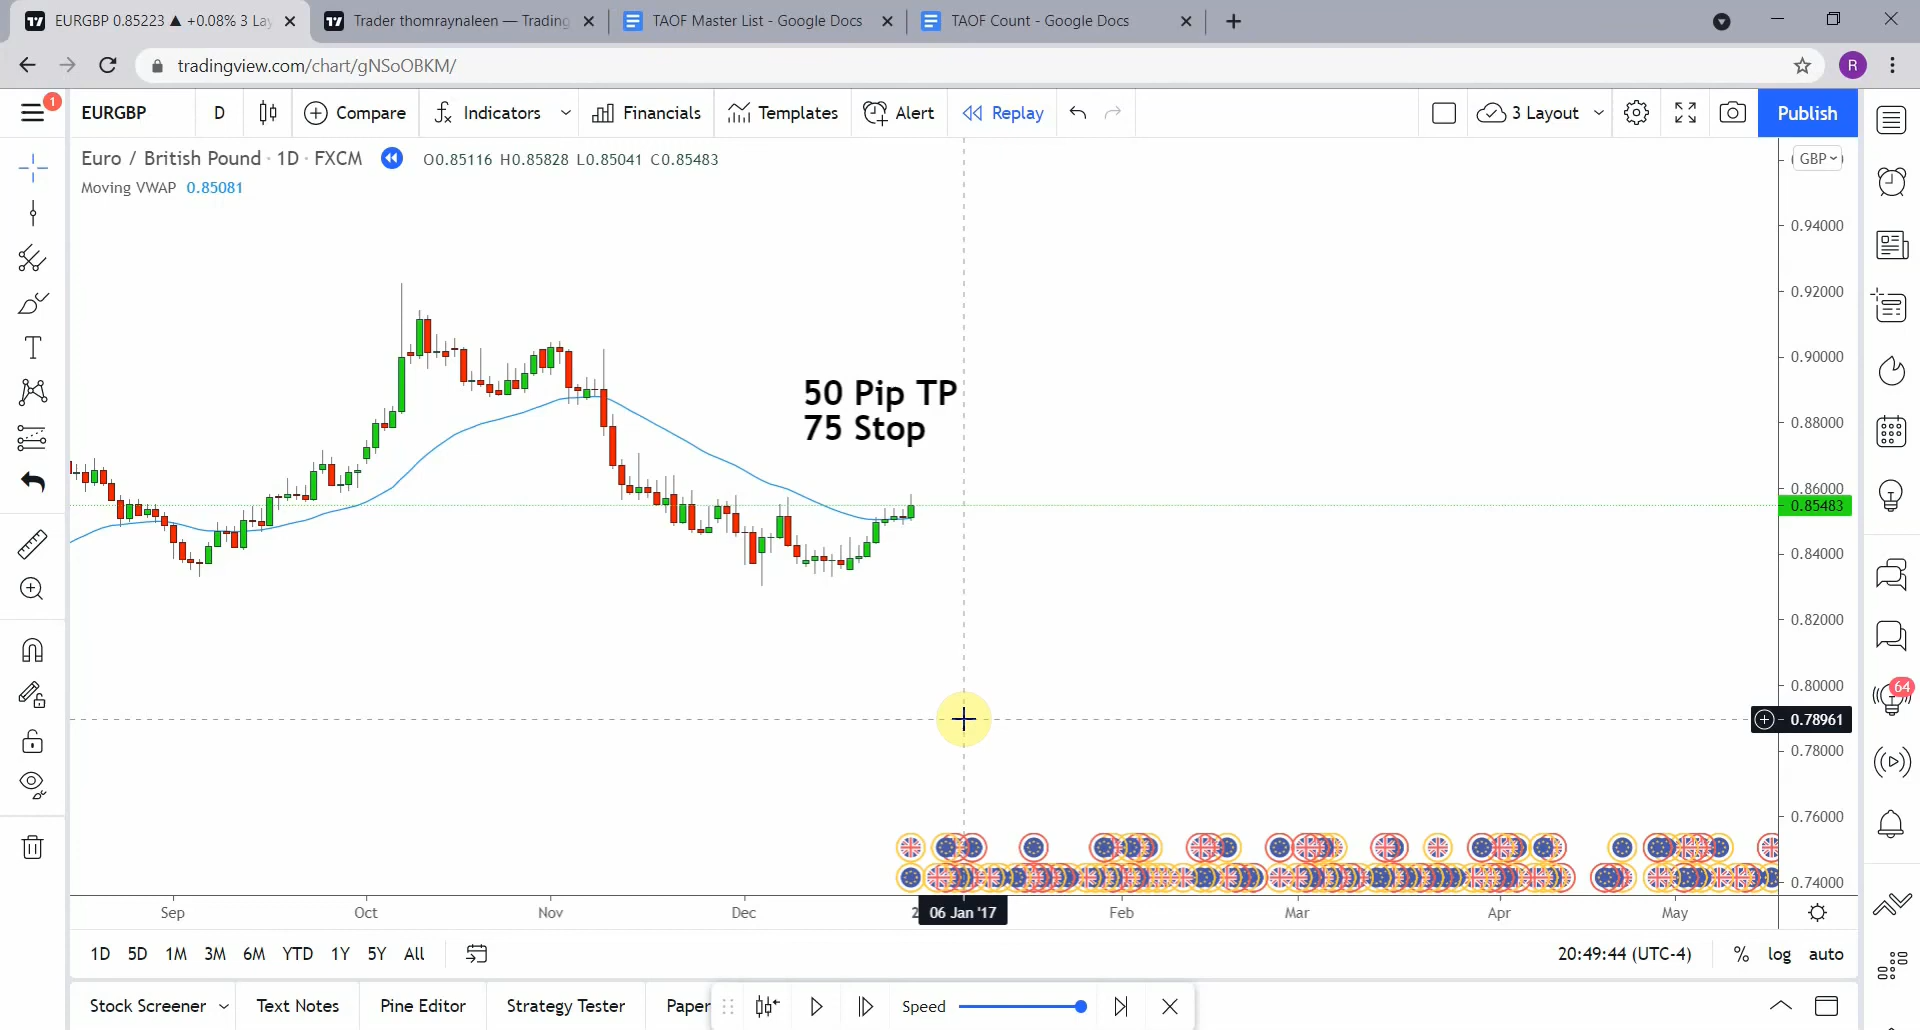 EURGBP 0.85223 ▲ +0.08% 3 Lay
Trader thomraynaleen — Trading
TAOF Master List - Google Docs
TAOF Count - Google Docs
tradingview.com/chart/gNSoOBKM/
R
1
EURGBP
D
Compare
Indicators
Financials
Templates
Alert
Replay
3 Layout
Publish
Euro / British Pound · 1D · FXCM
O0.85116 H0.85828 L0.85041 C0.85483
GBP
Moving VWAP 0.85081
0.94000
0.92000
0.90000
50 Pip TP
75 Stop
0.88000
0.86000
0.85483
0.84000
0.82000
0.80000
64
0.78961
0.78000
0.76000
0.74000
Sep
Oct
Nov
Dec
2
06 Jan '17
Feb
Mar
Apr
May
1D
5D
1M
3M
6M
YTD
1Y
5Y
All
20:49:44 (UTC-4)
%
log
auto
Stock Screener
Text Notes
Pine Editor
Strategy Tester
Paper
Speed